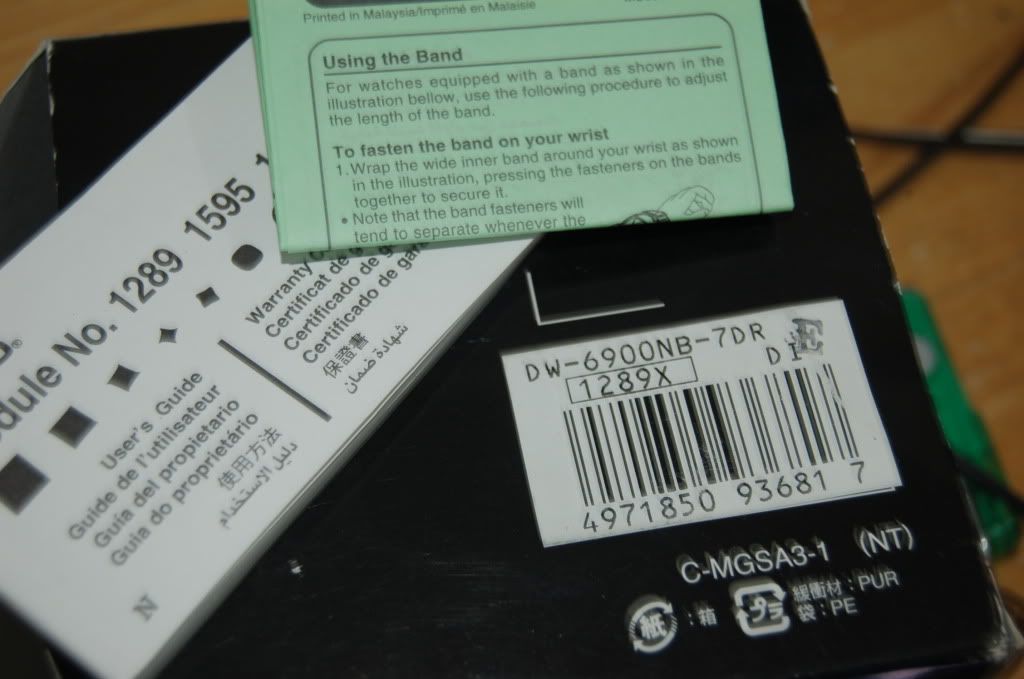 Printed in Malaysia/Imprimé en Malaisie
Using the Band
For watches equipped with a band as shown in the
illustration bellow, use the following procedure to adjust
the length of the band.
To fasten the band on your wrist
1. Wrap the wide inner band around your wrist as shown
in the illustration, pressing the fasteners on the bands
together to secure it.
• Note that the band fasteners will
tend to separate whenever the
dule No. 1289 1595 1
User's Guide
Guide de l'utilisateur
Guía del propietario
Guia do proprietário
使用方法
دليل الاستخدام
Warranty
Certificat de g
Certificado de g
Certificado de gar
保證書
شهادة ضمان
N
DW-6900NB-7DR
DI
1289X
4971850 936817
C-MGSA3-1 (NT)
紙 : 箱
プラ 緩衝材 : PUR
袋 : PE